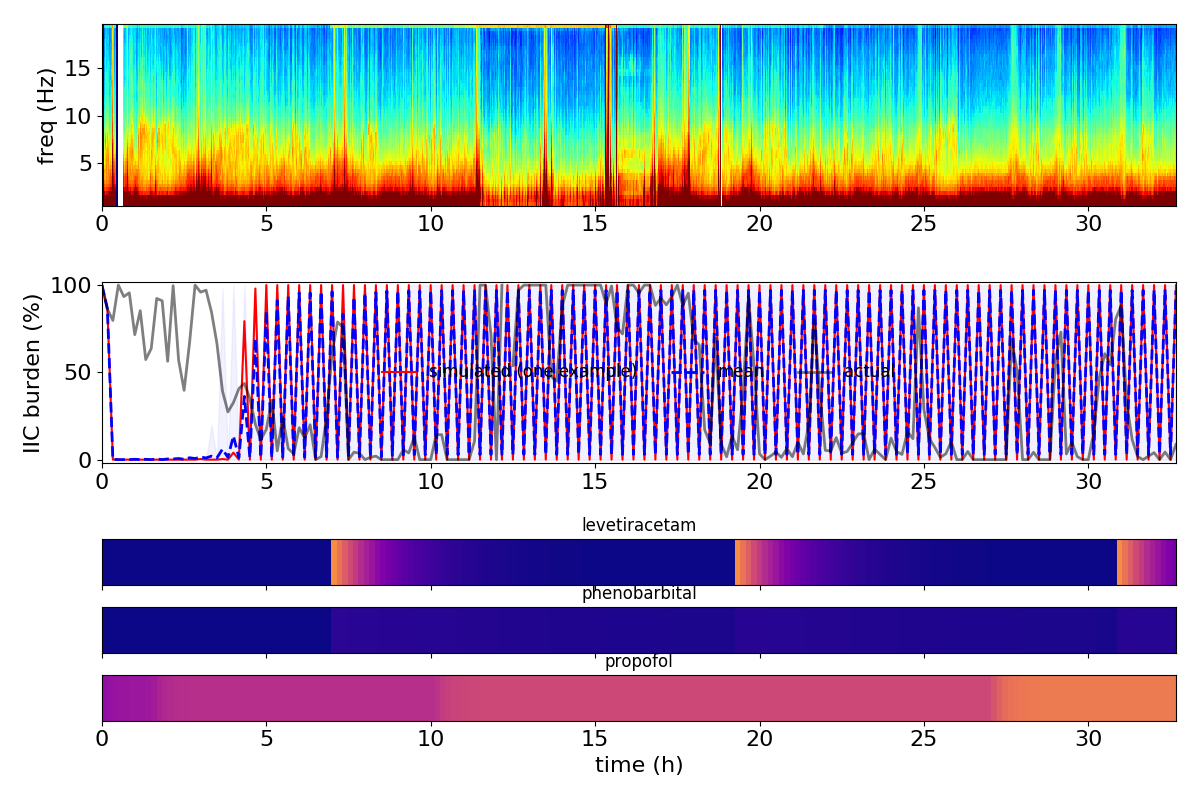 freq (Hz)
15
10
5
0 5 10 15 20 25 30
IIC burden (%)
100
50
0
simulated (one example) mean actual
0 5 10 15 20 25 30
levetiracetam
phenobarbital
propofol
0 5 10 15 20 25 30
time (h)